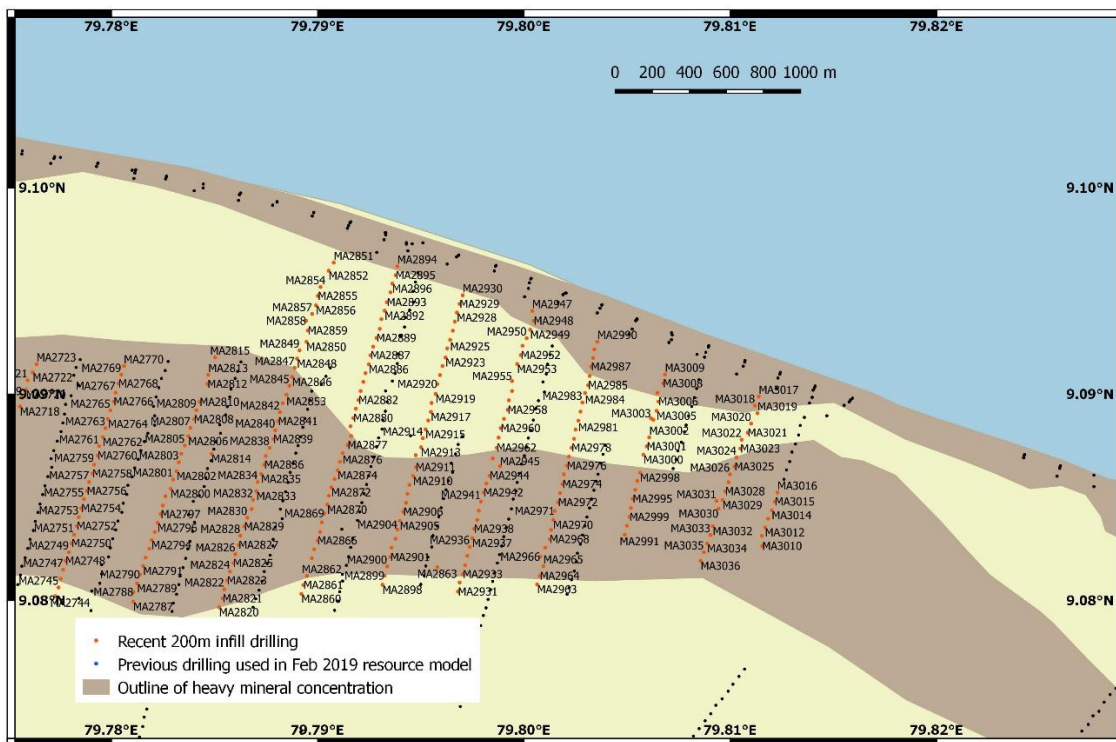 79.78°E 79.79°E 79.80°E 79.81°E 79.82°E
0 200 400 600 800 1000 m
9.10°N 9.10°N
MA2851 MA2894
MA2852 MA2895
MA2854 MA2896 MA2930
MA2855 MA2893 MA2929 MA2947
MA2857 MA2856 MA2892 MA2928 MA2948
MA2858 MA2950 MA2949
MA2859 MA2889 MA2990
MA2849 MA2850 MA2925
MA2723 MA2815 MA2887 MA2952
MA2770 MA2847 MA2848 MA2886 MA2923 MA2953 MA2987 MA3009
MA2769 MA2813 MA3008
MA2722 MA2768 MA2812 MA2845 MA2846 MA2920 MA2955 MA2985 MA3017
9.09°N MA2767 MA2983 9.09°N
MA2765 MA2766 MA2809 MA2810 MA2842 MA2853 MA2882 MA2919 MA2984 MA3006 MA3018 MA3019
MA2718 MA2958 MA3003 MA3005 MA3020
MA2763 MA2764 MA2807 MA2808 MA2840 MA2841 MA2880 MA2917 MA2960 MA2981 MA3002 MA3022 MA3021
MA2761 MA2762 MA2805 MA2806 MA2838 MA2839 MA2877 MA2914 MA2915 MA2962 MA2978 MA3001 MA3024 MA3023
MA2759 MA2760 MA2803 MA2814 MA2876 MA2913 MA2945 MA2976 MA3000 MA3026 MA3025
MA2757 MA2758 MA2801 MA2802 MA2834 MA2836 MA2835 MA2874 MA2911 MA2910 MA2944 MA2974 MA2998 MA3016
MA2755 MA2756 MA2800 MA2832 MA2833 MA2872 MA2941 MA2942 MA2972 MA2995 MA3031 MA3028 MA3029 MA3015
MA2753 MA2754 MA2797 MA2830 MA2869 MA2870 MA2906 MA2971 MA2999 MA3030 MA3014
MA2751 MA2752 MA2795 MA2828 MA2829 MA2904 MA2905 MA2938 MA2970 MA3033 MA3032 MA3012
MA2749 MA2750 MA2794 MA2826 MA2827 MA2865 MA2936 MA2937 MA2968 MA2991 MA3035 MA3034 MA3010
MA2747 MA2748 MA2791 MA2824 MA2825 MA2862 MA2900 MA2901 MA2966 MA2965 MA3036
MA2745 MA2790 MA2789 MA2822 MA2823 MA2861 MA2899 MA2863 MA2933 MA2964
MA2744 MA2788 MA2787 MA2821 MA2820 MA2860 MA2898 MA2931 MA2963
9.08°N 9.08°N
Recent 200m infill drilling
Previous drilling used in Feb 2019 resource model
Outline of heavy mineral concentration
79.78°E 79.79°E 79.80°E 79.81°E 79.82°E